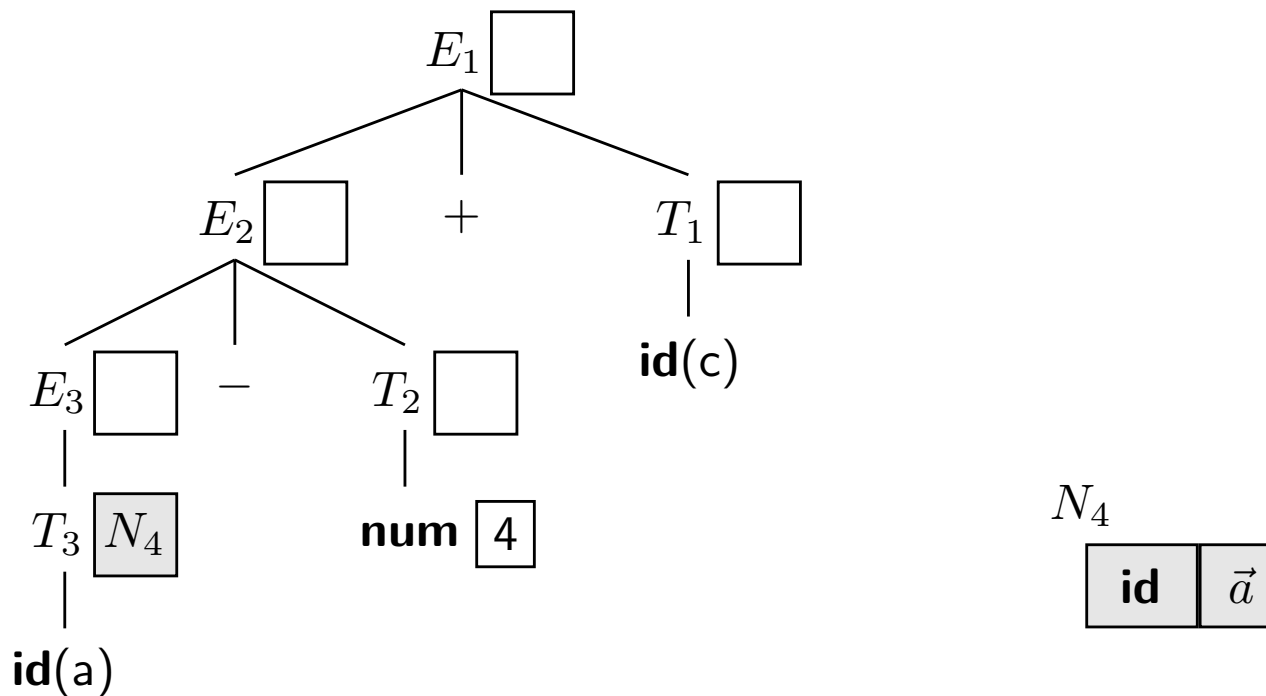 E₁
E₂ + T₁
E₃ − T₂ id(c)
T₃ N₄ num 4 N₄
id a⃗
id(a)